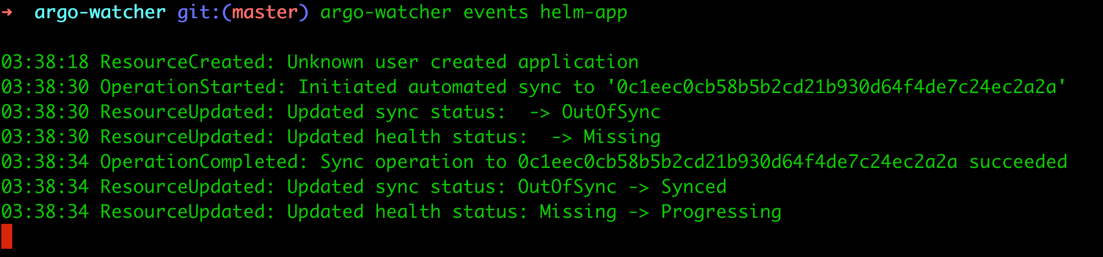 ➜ argo-watcher git:(master) argo-watcher events helm-app
03:38:18 ResourceCreated: Unknown user created application
03:38:30 OperationStarted: Initiated automated sync to '0c1eec0cb58b5b2cd21b930d64f4de7c24ec2a2a'
03:38:30 ResourceUpdated: Updated sync status:  -> OutOfSync
03:38:30 ResourceUpdated: Updated health status:  -> Missing
03:38:34 OperationCompleted: Sync operation to 0c1eec0cb58b5b2cd21b930d64f4de7c24ec2a2a succeeded
03:38:34 ResourceUpdated: Updated sync status: OutOfSync -> Synced
03:38:34 ResourceUpdated: Updated health status: Missing -> Progressing